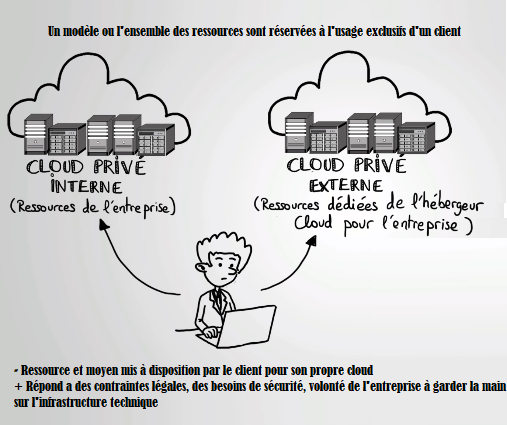 Un modèle ou l'ensemble des ressources sont réservées à l'usage exclusifs d'un client
CLOUD PRIVÉ
INTERNE
(Ressources de l'entreprise)
CLOUD PRIVÉ
EXTERNE
(Ressources dédiées de l'hébergeur
Cloud pour l'entreprise)
- Ressource et moyen mis à disposition par le client pour son propre cloud
+ Répond a des contraintes légales, des besoins de sécurité, volonté de l'entreprise à garder la main
sur l'infrastructure technique